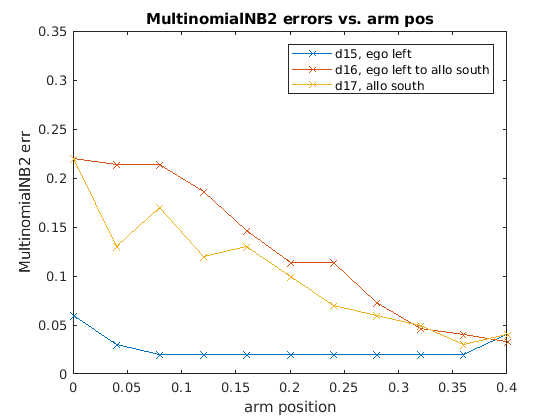 MultinomialNB2 errors vs. arm pos
d15, ego left
d16, ego left to allo south
d17, allo south
MultinomialNB2 err
0.35
0.3
0.25
0.2
0.15
0.1
0.05
0
0 0.05 0.1 0.15 0.2 0.25 0.3 0.35 0.4
arm position